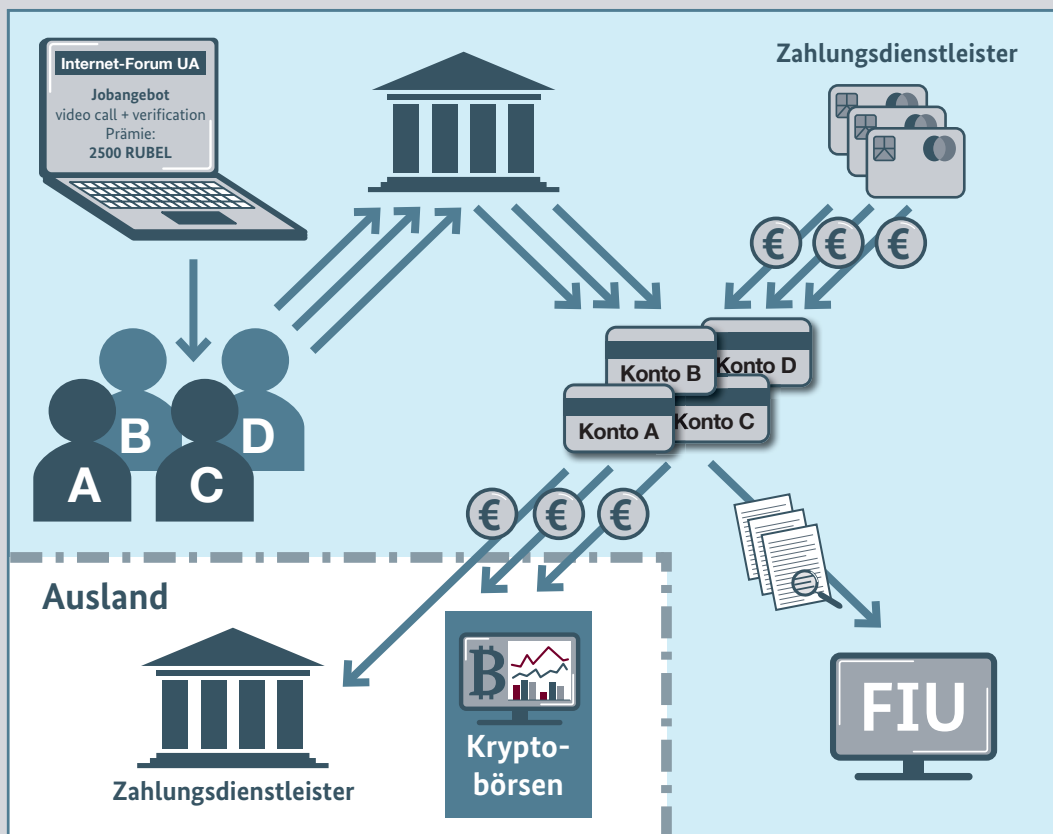 Internet-Forum UA
Jobangebot
video call + verification
Prämie:
2500 RUBEL
Zahlungsdienstleister
€ € €
A
B
C
D
Konto B
Konto D
Konto A
Konto C
€ € €
Ausland
Zahlungsdienstleister
Krypto-
börsen
FIU